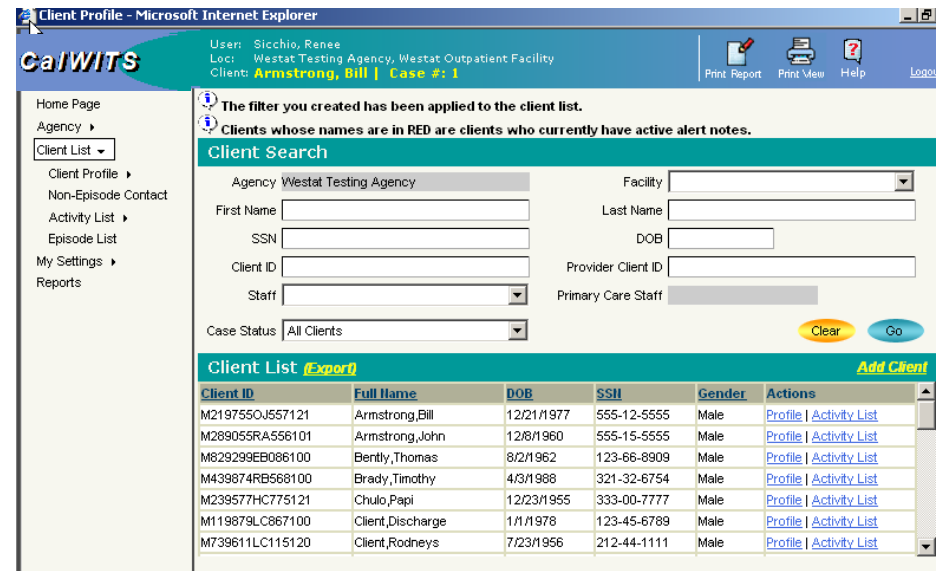 Client Profile - Microsoft Internet Explorer
CalWITS
User: Sicchio, Renee
Loc: Westat Testing Agency, Westat Outpatient Facility
Client: Armstrong, Bill | Case #: 1
Print Report Print View Help Logou
Home Page
Agency
Client List
Client Profile
Non-Episode Contact
Activity List
Episode List
My Settings
Reports
The filter you created has been applied to the client list.
Clients whose names are in RED are clients who currently have active alert notes.
Client Search
Agency Westat Testing Agency Facility
First Name Last Name
SSN DOB
Client ID Provider Client ID
Staff Primary Care Staff
Case Status All Clients Clear Go
Client List (Export) Add Client
Client ID Full Name DOB SSN Gender Actions
M219755OJ557121 Armstrong,Bill 12/21/1977 555-12-5555 Male Profile | Activity List
M289055RA556101 Armstrong,John 12/8/1960 555-15-5555 Male Profile | Activity List
M829299EB086100 Bently,Thomas 8/2/1962 123-66-8909 Male Profile | Activity List
M439874RB568100 Brady,Timothy 4/3/1988 321-32-6754 Male Profile | Activity List
M239577HC775121 Chulo,Papi 12/23/1955 333-00-7777 Male Profile | Activity List
M119879LC867100 Client,Discharge 1/1/1978 123-45-6789 Male Profile | Activity List
M739611LC115120 Client,Rodneys 7/23/1956 212-44-1111 Male Profile | Activity List